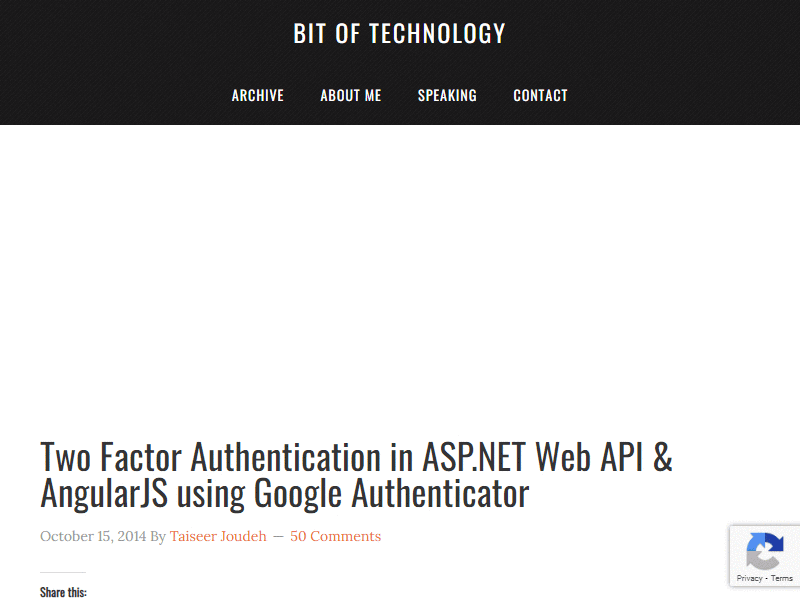 BIT OF TECHNOLOGY
ARCHIVE ABOUT ME SPEAKING CONTACT
Two Factor Authentication in ASP.NET Web API &
AngularJS using Google Authenticator
October 15, 2014 By Taiseer Joudeh — 50 Comments
Privacy - Terms
Share this: